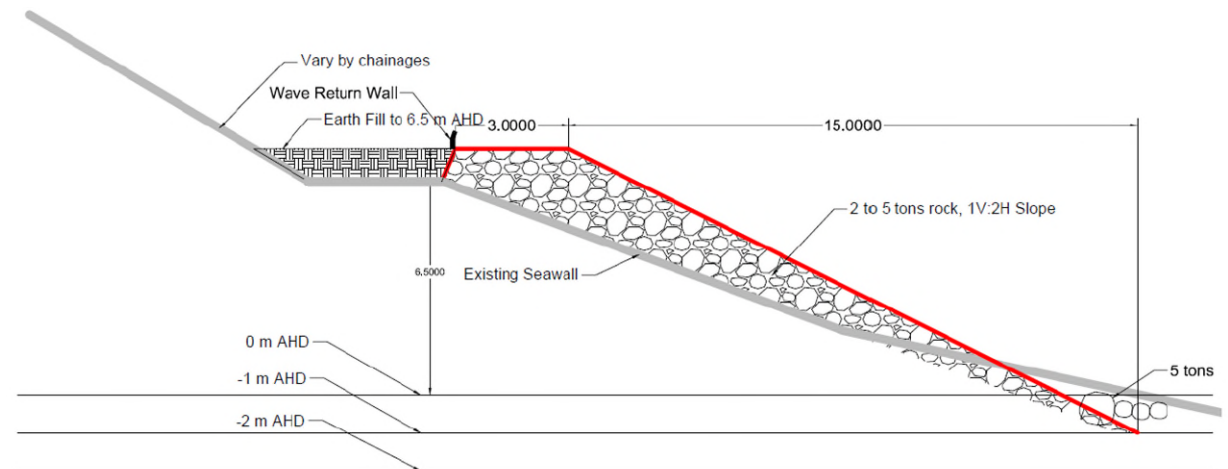 Vary by chainages
Wave Return Wall
Earth Fill to 6.5 m AHD
3.0000
15.0000
2 to 5 tons rock, 1V:2H Slope
6.5000
Existing Seawall
0 m AHD
-1 m AHD
5 tons
-2 m AHD